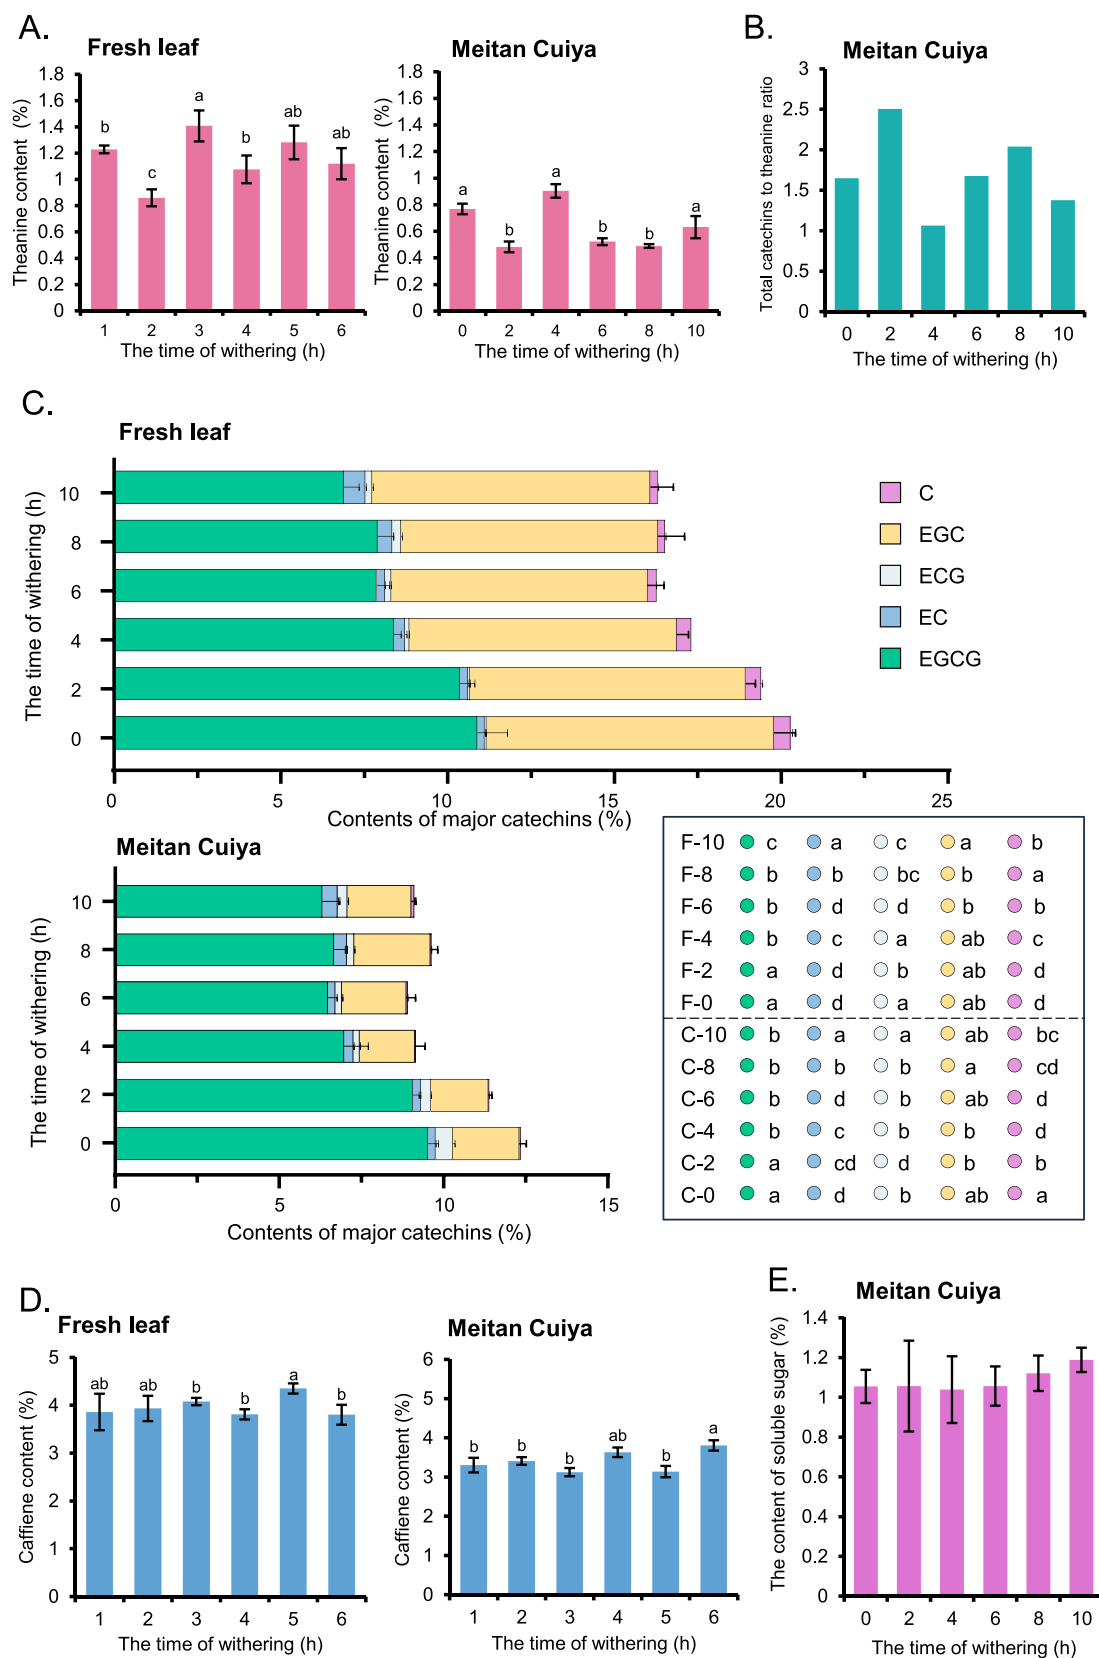 A.
Fresh leaf
Theanine content (%)
1.8
1.6
1.4
1.2
1
0.8
0.6
0.4
0.2
0
b
c
a
b
ab
ab
1 2 3 4 5 6
The time of withering (h)
Meitan Cuiya
Theanine content (%)
1.8
1.6
1.4
1.2
1
0.8
0.6
0.4
0.2
0
a
b
a
b
b
a
0 2 4 6 8 10
The time of withering (h)
B.
Meitan Cuiya
Total catechins to theanine ratio
3
2.5
2
1.5
1
0.5
0
0 2 4 6 8 10
The time of withering (h)
C.
Fresh leaf
The time of withering (h)
10
8
6
4
2
0
0 5 10 15 20 25
Contents of major catechins (%)
C
EGC
ECG
EC
EGCG
Meitan Cuiya
The time of withering (h)
10
8
6
4
2
0
0 5 10 15
Contents of major catechins (%)
F-10 c a c a b
F-8 b b bc b a
F-6 b d d b b
F-4 b c a ab c
F-2 a d b ab d
F-0 a d a ab d
C-10 b a a ab bc
C-8 b b b a cd
C-6 b d b ab d
C-4 b c b b d
C-2 a cd d b b
C-0 a d b ab a
D.
Fresh leaf
Caffiene content (%)
5
4
3
2
1
0
ab
ab
b
b
a
b
1 2 3 4 5 6
The time of withering (h)
Meitan Cuiya
Caffiene content (%)
6
5
4
3
2
1
0
b
b
b
ab
b
a
1 2 3 4 5 6
The time of withering (h)
E.
Meitan Cuiya
The content of soluble sugar (%)
1.4
1.2
1
0.8
0.6
0.4
0.2
0
0 2 4 6 8 10
The time of withering (h)